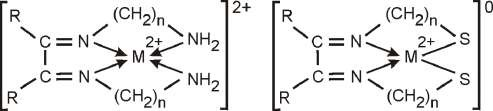 R (CH₂)ₙ 2+
C=N NH₂
M²⁺
C=N NH₂
R (CH₂)ₙ
R (CH₂)ₙ 0
C=N S
M²⁺
C=N S
R (CH₂)ₙ